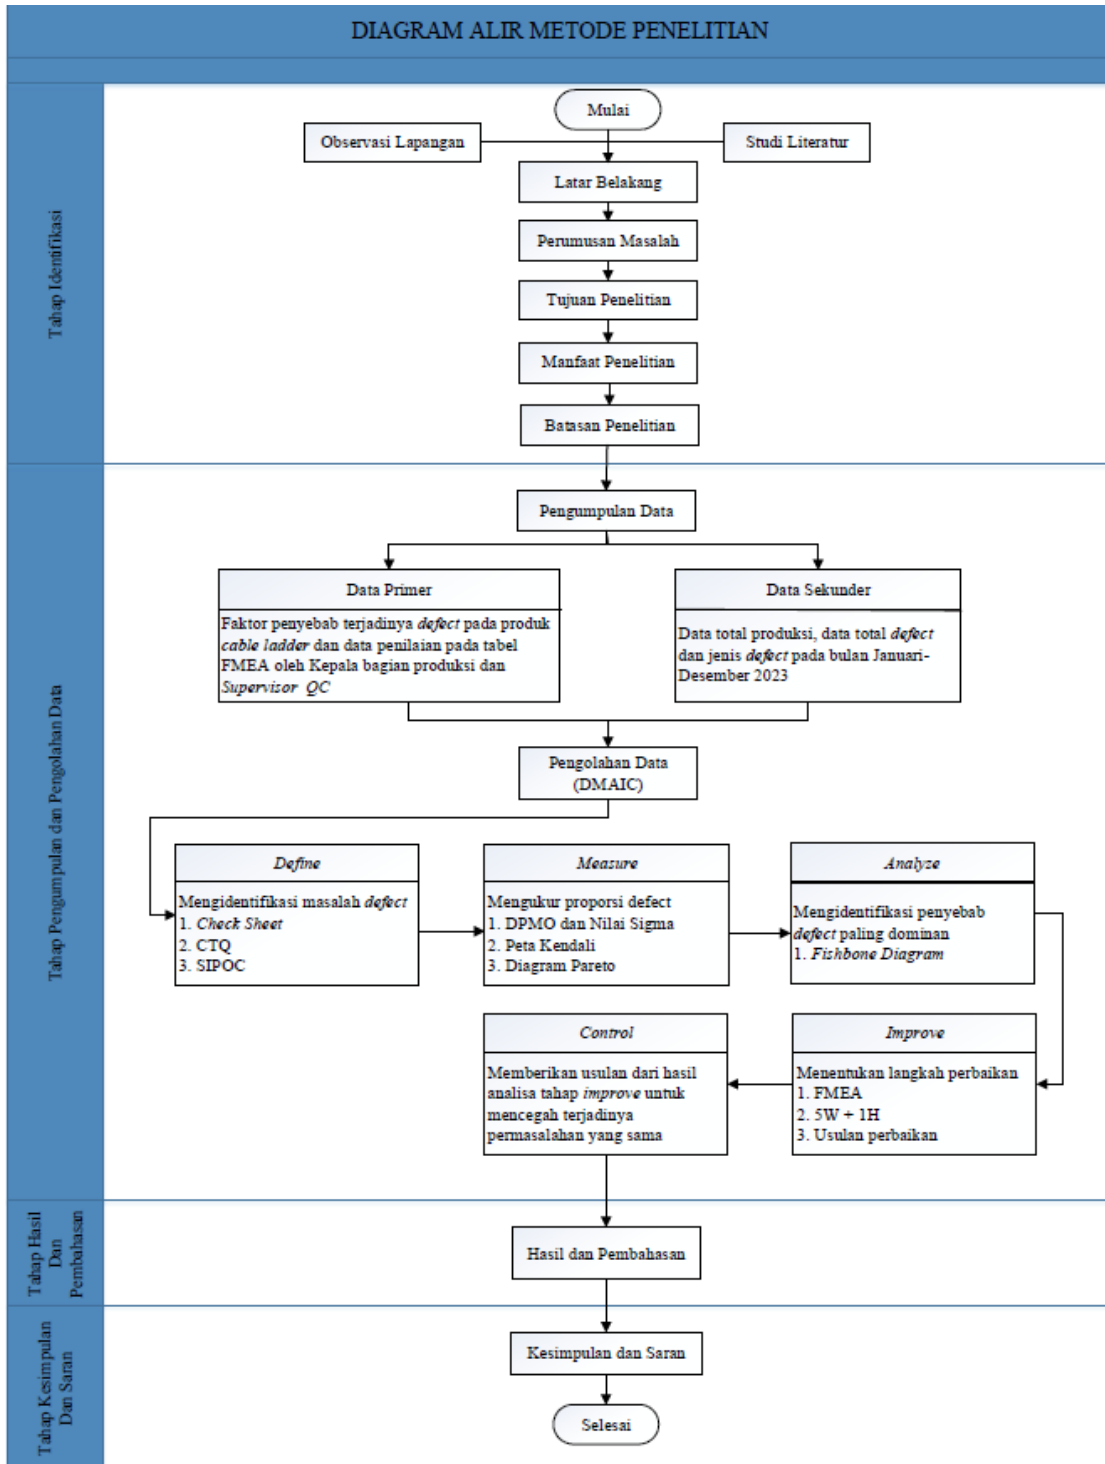 DIAGRAM ALIR METODE PENELITIAN
Tahap Identifikasi
Mulai
Observasi Lapangan
Studi Literatur
Latar Belakang
Perumusan Masalah
Tujuan Penelitian
Manfaat Penelitian
Batasan Penelitian
Tahap Pengumpulan dan Pengolahan Data
Pengumpulan Data
Data Primer
Faktor penyebab terjadinya defect pada produk
cable ladder dan data penilaian pada tabel
FMEA oleh Kepala bagian produksi dan
Supervisor QC
Data Sekunder
Data total produksi, data total defect
dan jenis defect pada bulan Januari-
Desember 2023
Pengolahan Data
(DMAIC)
Define
Mengidentifikasi masalah defect
1. Check Sheet
2. CTQ
3. SIPOC
Measure
Mengukur proporsi defect
1. DPMO dan Nilai Sigma
2. Peta Kendali
3. Diagram Pareto
Analyze
Mengidentifikasi penyebab
defect paling dominan
1. Fishbone Diagram
Improve
Menentukan langkah perbaikan
1. FMEA
2. 5W + 1H
3. Usulan perbaikan
Control
Memberikan usulan dari hasil
analisa tahap improve untuk
mencegah terjadinya
permasalahan yang sama
Tahap Hasil
Dan
Pembahasan
Hasil dan Pembahasan
Tahap Kesimpulan
Dan Saran
Kesimpulan dan Saran
Selesai